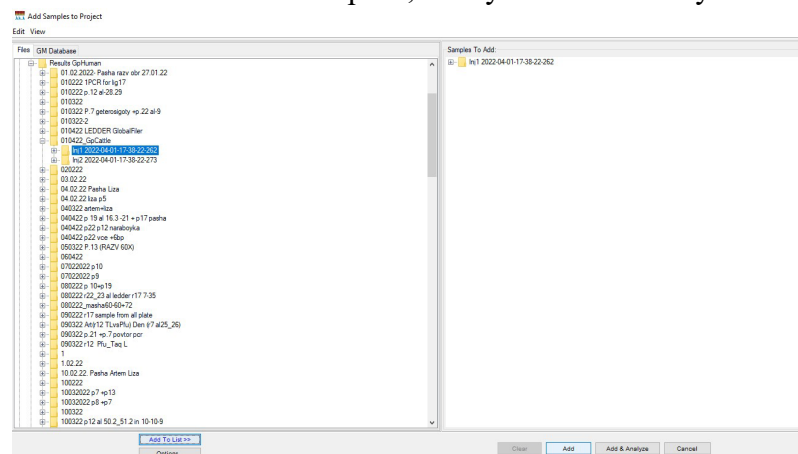 Add Samples to Project
Edit View
Files GM Database
Results GpHuman
01.02.2022- Pasha razv obr 27.01.22
010222 1PCR for lig17
010222 p.12 al-28.29
010322
010322 P.7 geterosigoty +p.22 al-9
010322-2
010422 LEDDER GlobalFiler
010422_GpCattle
Inj1 2022-04-01-17-38-22-262
Inj2 2022-04-01-17-38-22-273
020222
03.02.22
04.02.22 Pasha Liza
04.02.22 liza p5
040322 artem+liza
040422 p 19 al 16.3 -21 + p17 pasha
040422 p22 p12 naraboyka
040422 p22 vce +6bp
050322 P.13 (RAZV 60X)
060422
07022022 p10
07022022 p9
080222 p 10+p19
080222 r22_23 al ledder r17 7-35
080222_masha60-60+72
090222 r17 sample from all plate
090322 Art(r12 TLvsPfu) Den (r7 al25_26)
090322 p.21 +p.7 povtor pcr
090322 r12 Pfu_Taq L
1
1.02.22
10.02.22. Pasha Artem Liza
100222
10032022 p7 +p13
10032022 p8 +p7
100322
100322 p12 al 50.2_51.2 in 10-10-9
Samples To Add:
Inj1 2022-04-01-17-38-22-262
Add To List >>
Options
Clear Add Add & Analyze Cancel